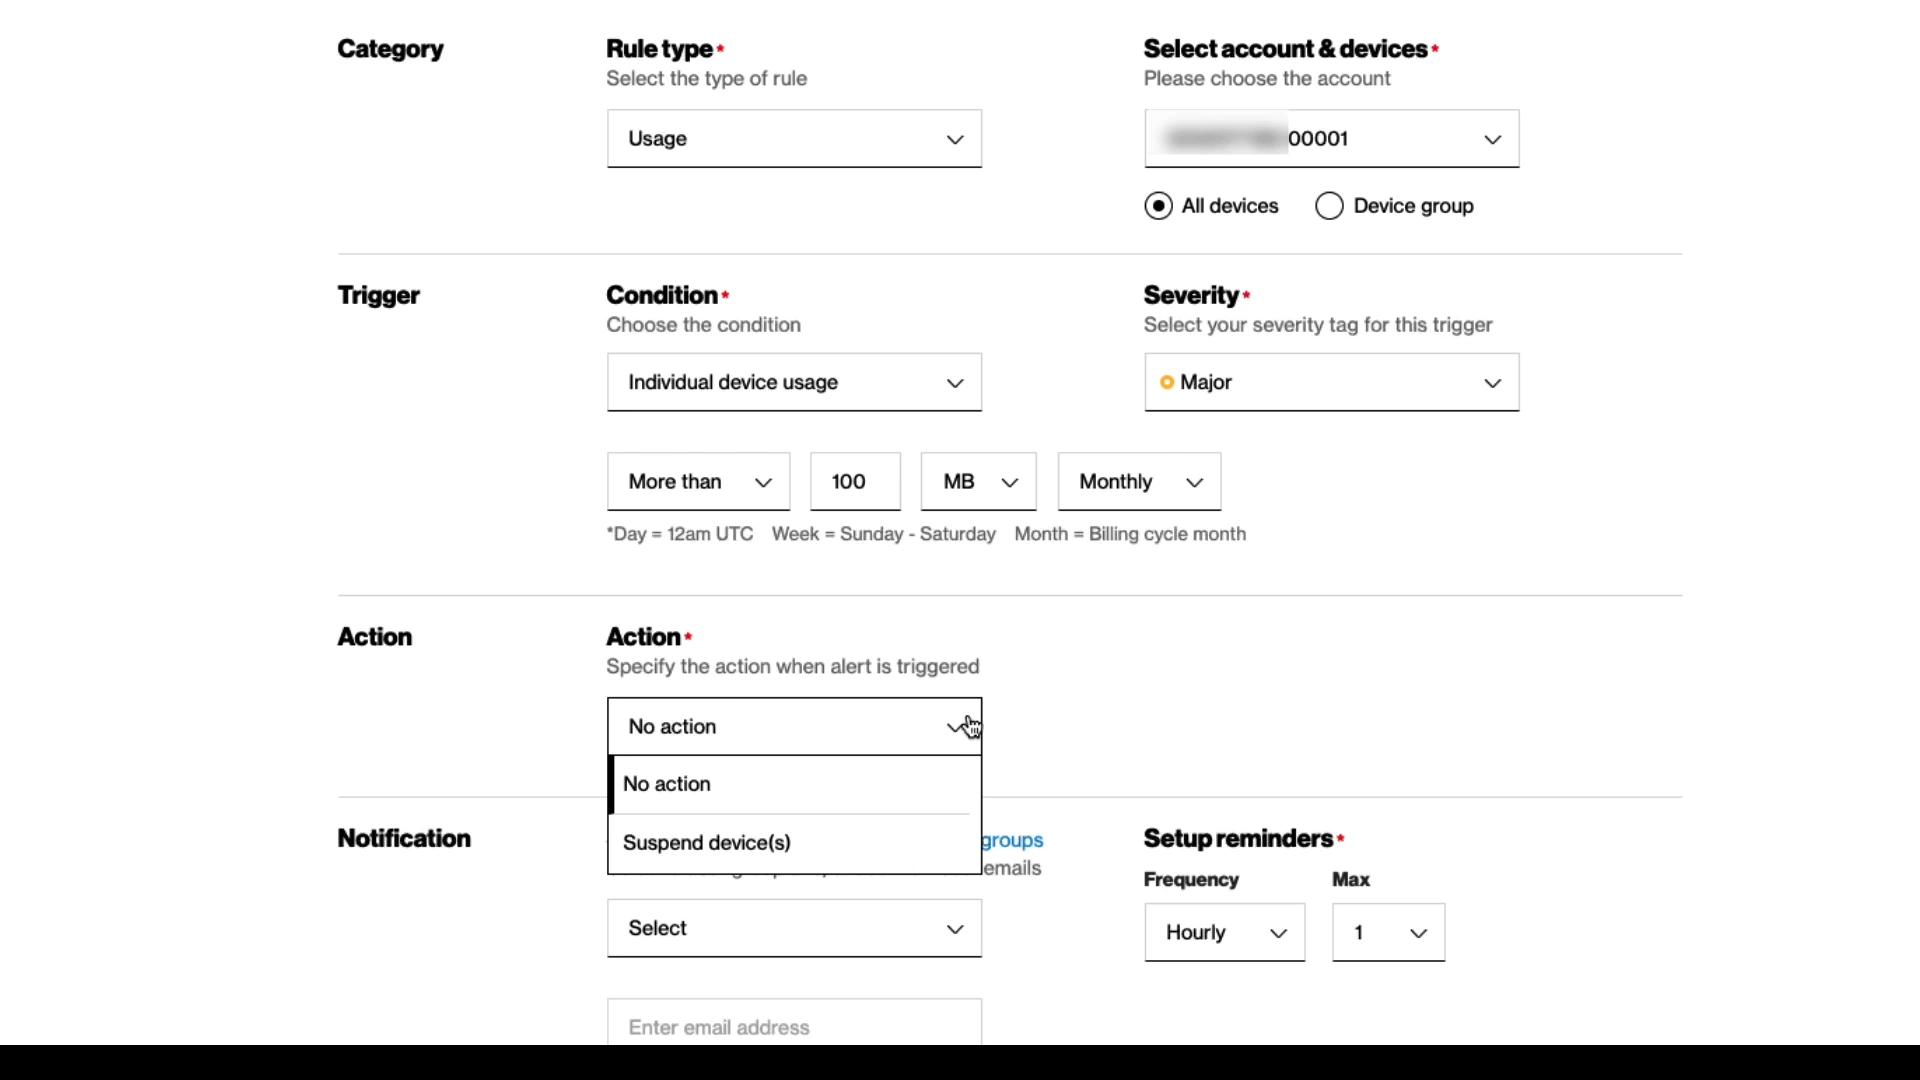 Category
Rule type*
Select the type of rule
Usage
Select account & devices*
Please choose the account
00001
All devices
Device group
Trigger
Condition*
Choose the condition
Individual device usage
Severity*
Select your severity tag for this trigger
Major
More than
100
MB
Monthly
*Day = 12am UTC Week = Sunday - Saturday Month = Billing cycle month
Action
Action*
Specify the action when alert is triggered
No action
No action
Suspend device(s)
Notification
groups
emails
Select
Enter email address
Setup reminders*
Frequency
Max
Hourly
1